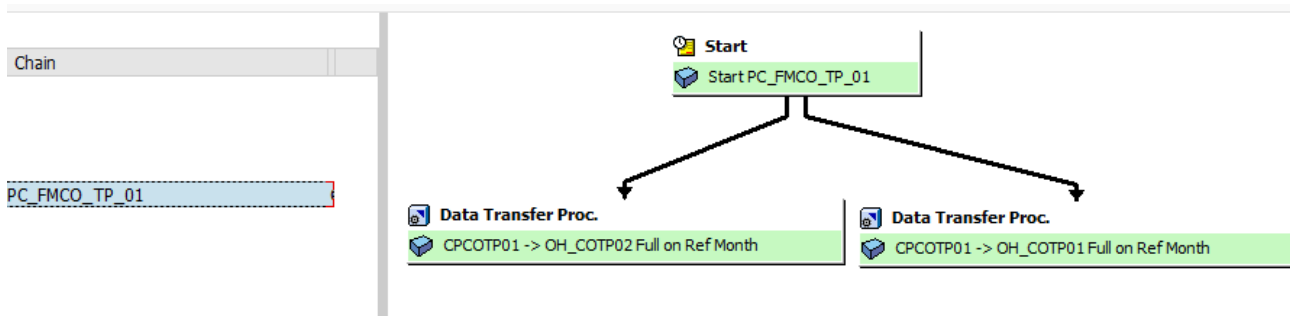 Chain
PC_FMCO_TP_01
Start
Start PC_FMCO_TP_01
Data Transfer Proc.
CPCOTP01 -> OH_COTP02 Full on Ref Month
Data Transfer Proc.
CPCOTP01 -> OH_COTP01 Full on Ref Month